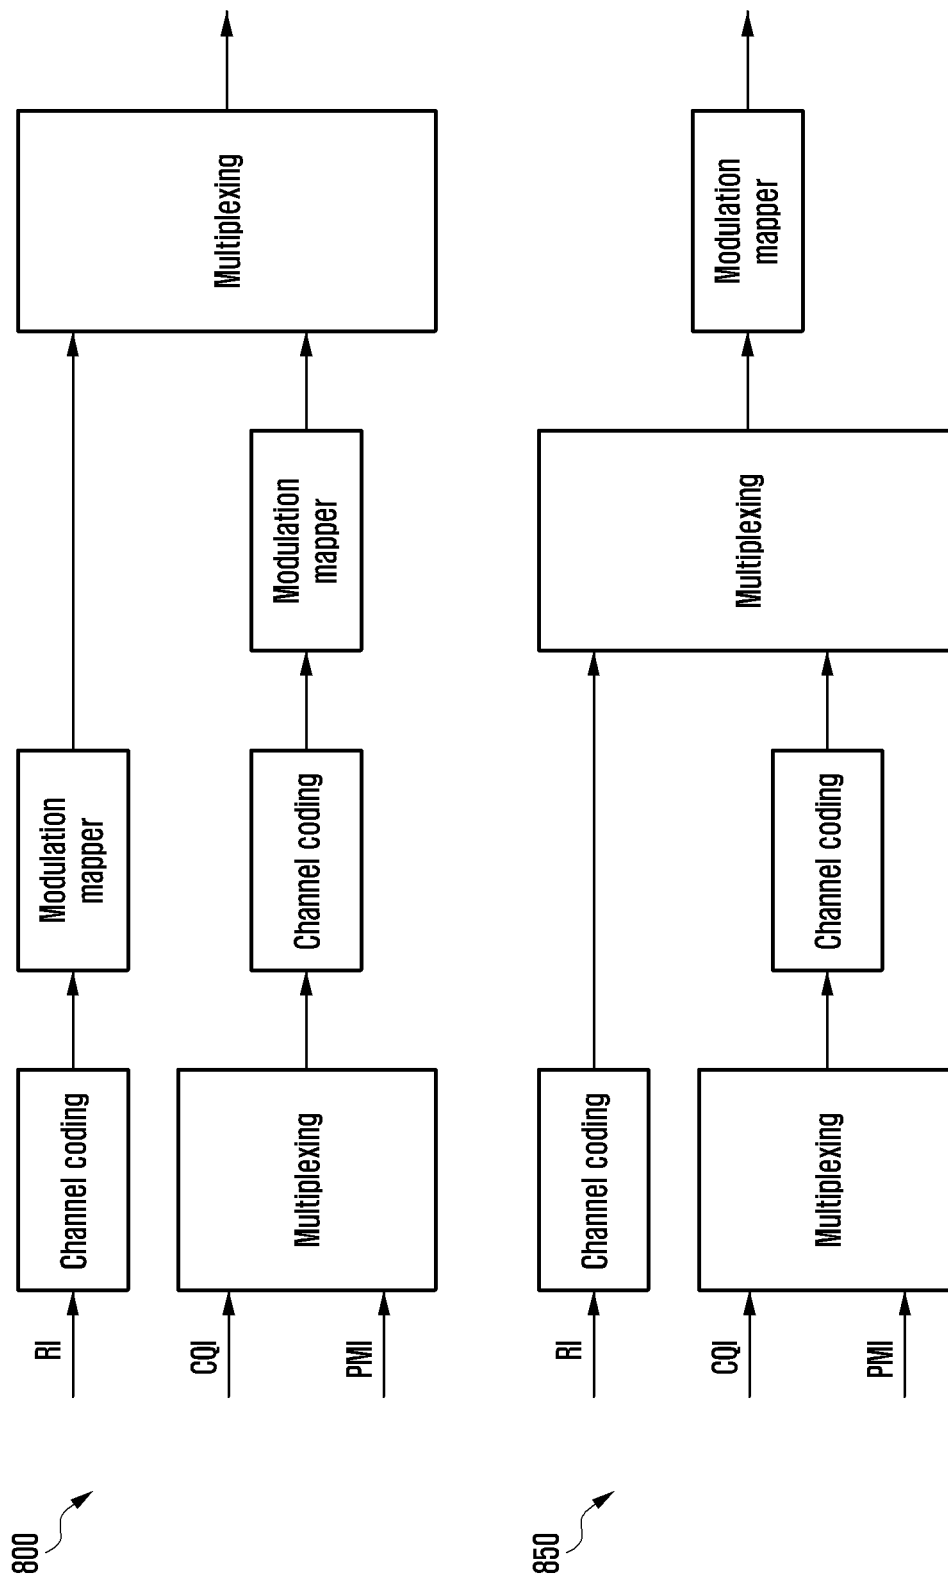 800
RI
Channel coding
Modulation
mapper
CQI
PMI
Multiplexing
Channel coding
Modulation
mapper
Multiplexing
850
RI
Channel coding
CQI
PMI
Multiplexing
Channel coding
Multiplexing
Modulation
mapper